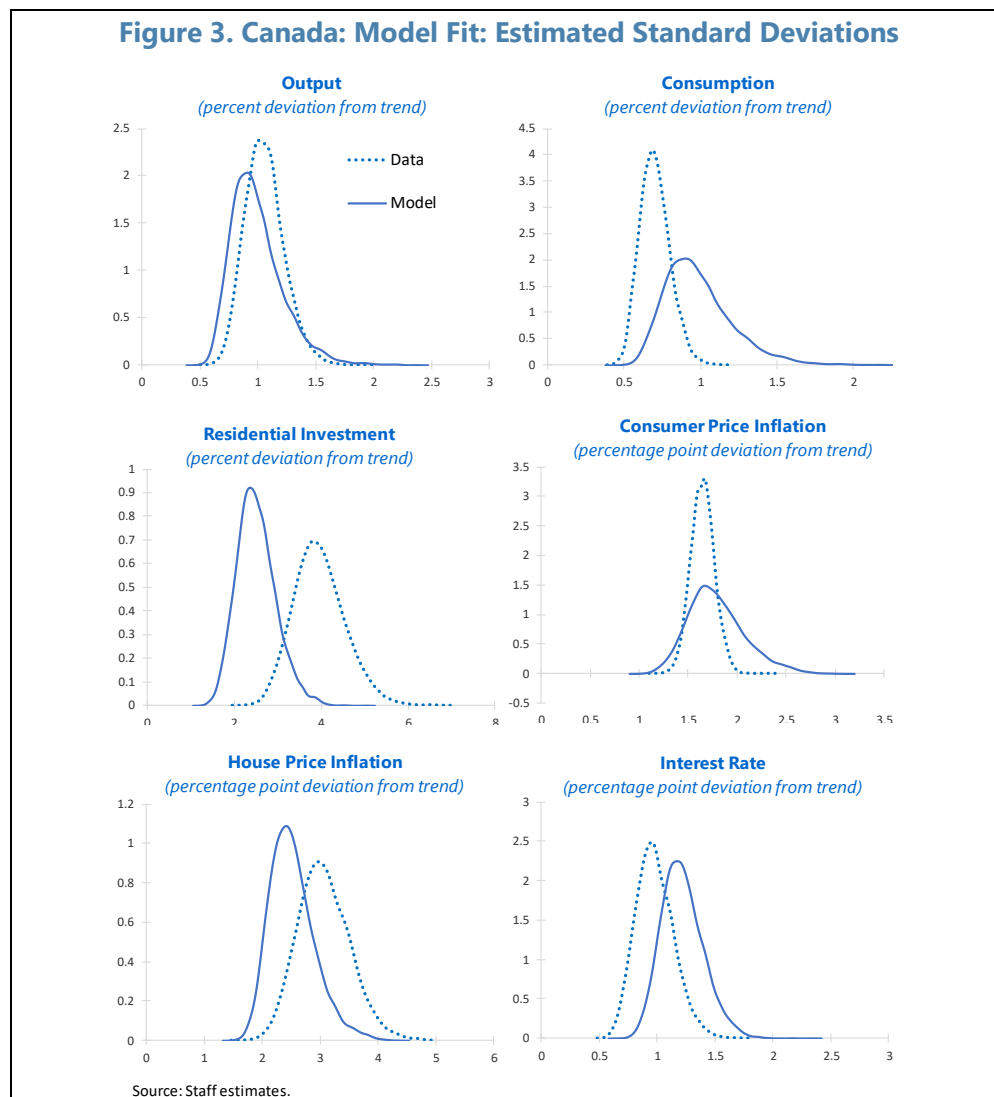 Figure 3. Canada: Model Fit: Estimated Standard Deviations
Output
(percent deviation from trend)
2.5
2
1.5
1
0.5
0
0 0.5 1 1.5 2 2.5 3
Data
Model
Consumption
(percent deviation from trend)
4.5
4
3.5
3
2.5
2
1.5
1
0.5
0
0 0.5 1 1.5 2
Residential Investment
(percent deviation from trend)
1
0.9
0.8
0.7
0.6
0.5
0.4
0.3
0.2
0.1
0
0 2 4 6 8
Consumer Price Inflation
(percentage point deviation from trend)
3.5
3
2.5
2
1.5
1
0.5
0
-0.5
0 0.5 1 1.5 2 2.5 3 3.5
House Price Inflation
(percentage point deviation from trend)
1.2
1
0.8
0.6
0.4
0.2
0
0 1 2 3 4 5 6
Interest Rate
(percentage point deviation from trend)
3
2.5
2
1.5
1
0.5
0
0 0.5 1 1.5 2 2.5 3
Source: Staff estimates.